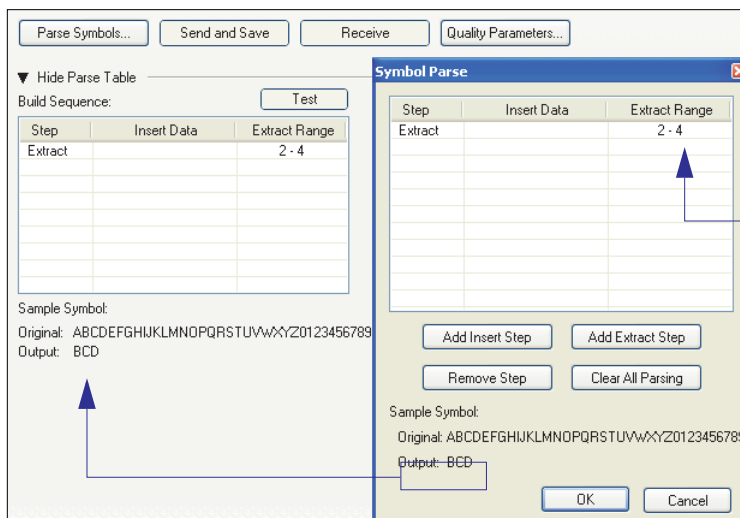 Parse Symbols... Send and Save Receive Quality Parameters...
▼ Hide Parse Table
Build Sequence: Test
Step Insert Data Extract Range
Extract 2 - 4
Sample Symbol:
Original: ABCDEFGHIJKLMNOPQRSTUVWXYZ0123456789
Output: BCD
Symbol Parse
Step Insert Data Extract Range
Extract 2 - 4
Add Insert Step Add Extract Step
Remove Step Clear All Parsing
Sample Symbol:
Original: ABCDEFGHIJKLMNOPQRSTUVWXYZ0123456789
Output: BCD
OK Cancel